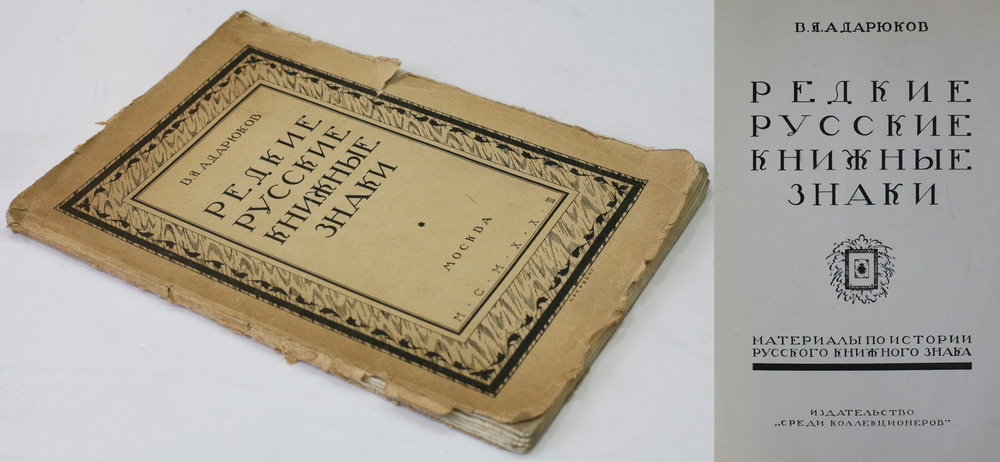 В.Я.АДАРЮКОВ
РЕДКИЕ
РУССКИЕ
КНИЖНЫЕ
ЗНАКИ
*
МОСКВА
М.С.М.X.X.III
В.Я.АДАРЮКОВ
РЕДКИЕ
РУССКИЕ
КНИЖНЫЕ
ЗНАКИ
МАТЕРИАЛЫ ПО ИСТОРИИ
РУССКОГО КНИЖНОГО ЗНАКА
ИЗДАТЕЛЬСТВО
„СРЕДИ КОЛЛЕКЦИОНЕРОВ"